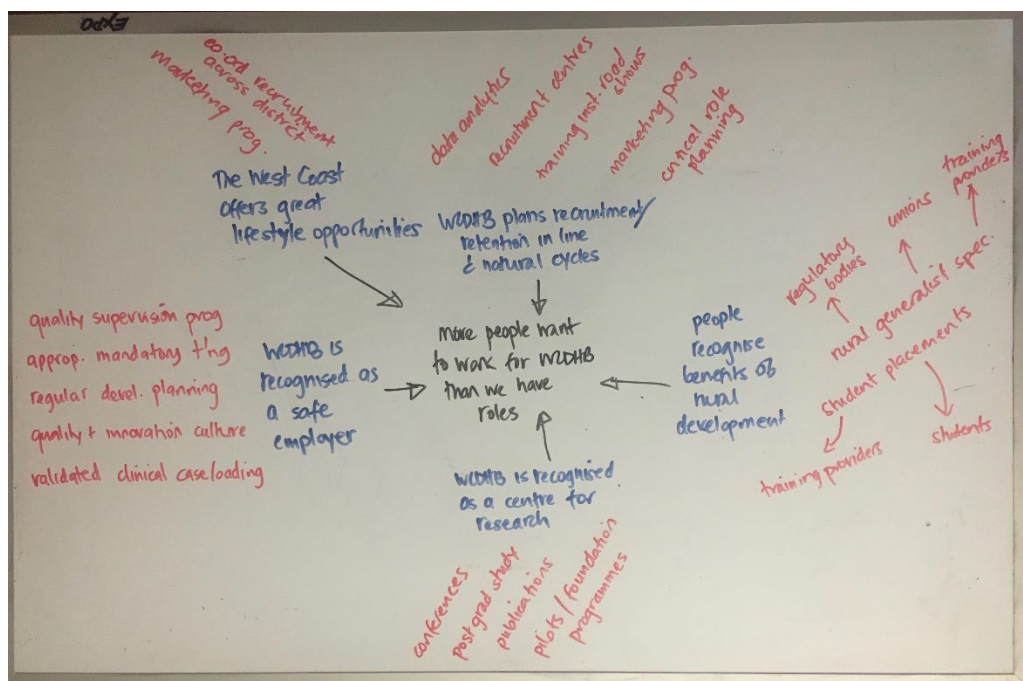 EXPO
co-ord recruitment
across district
marketing prog.
The West Coast
offers great
lifestyle opportunities
data analytics
recruitment centres
training inst. road
shows
marketing prog.
critical role
planning
WCDHB plans recruitment/
retention in line
c̄ natural cycles
quality supervision prog
approp. mandatory t'ng
regular devel. planning
quality + innovation culture
validated clinical caseloading
WCDHB is
recognised as
a safe
employer
more people want
to work for WCDHB
than we have
roles
people
recognise
benefits of
rural
development
regulatory
bodies
unions
training
providers
rural generalist spec.
student placements
training providers
students
WCDHB is recognised
as a centre for
research
conferences
postgrad study
publications
pilots / foundation
programmes